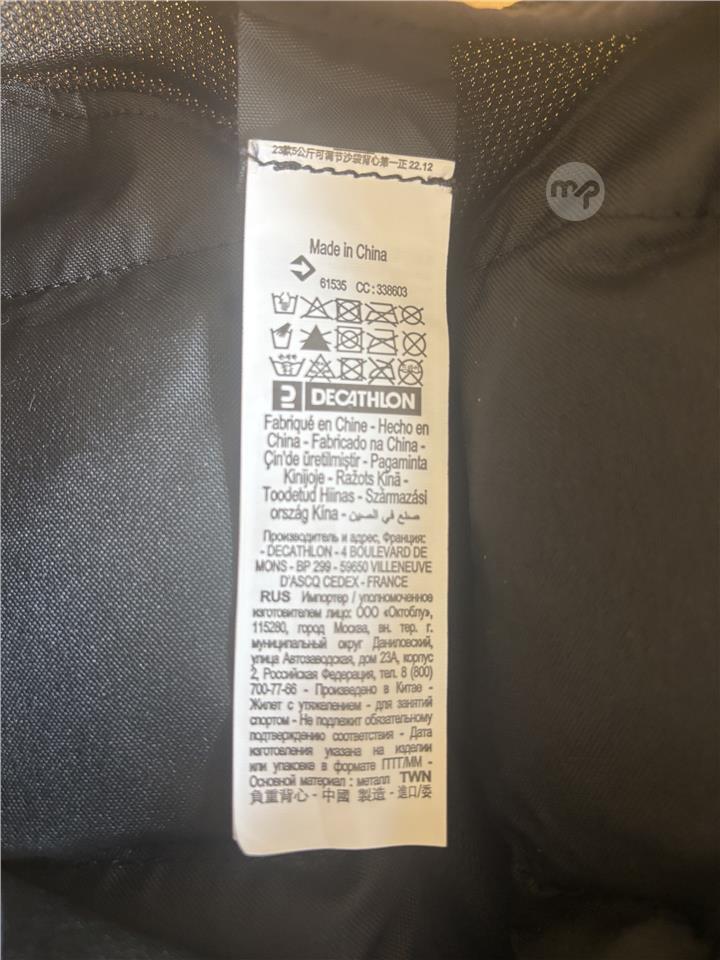 23款5公斤可调节沙袋背心第一正22.12
mp
Made in China
61535 CC:338603
DECATHLON
Fabriqué en Chine - Hecho en
China - Fabricado na China -
Çin'de üretilmiştir - Pagaminta
Kinijoje - Ražots Ķīnā -
Toodetud Hiinas - Származási
ország Kína - صنع في الصين
Производитель и адрес, Франция:
- DECATHLON - 4 BOULEVARD DE
MONS - BP 299 - 59650 VILLENEUVE
D'ASCQ CEDEX - FRANCE
RUS Импортер / уполномоченное
изготовителем лицо: ООО «Октоблу»,
115280, город Москва, вн. тер. г.
муниципальный округ Даниловский,
улица Автозаводская, дом 23А, корпус
2, Российская Федерация, тел. 8 (800)
700-77-66 - Произведено в Китае -
Жилет с утяжелением - для занятий
спортом - Не подлежит обязательному
подтверждению соответствия - Дата
изготовления указана на изделии
или упаковке в формате ГГГГ/ММ -
Основной материал : металл TWN
負重背心 - 中國 製造 - 進口/委